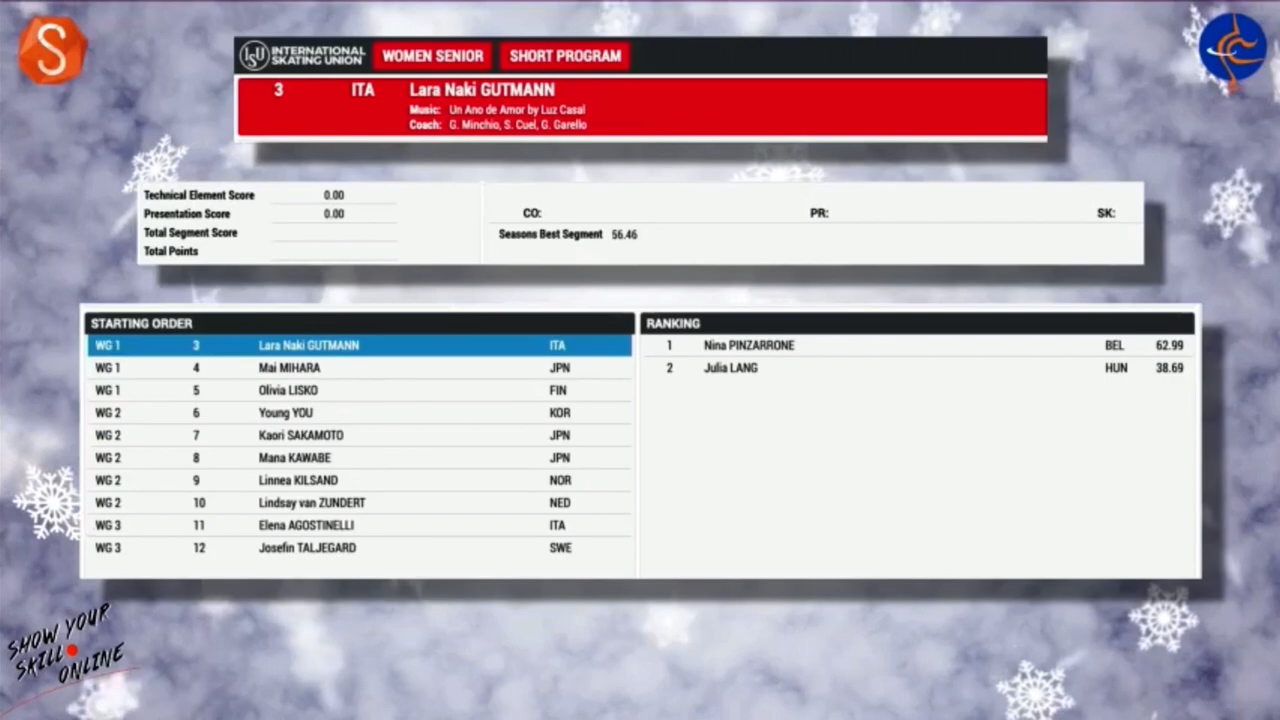 S
ISU INTERNATIONAL SKATING UNION WOMEN SENIOR SHORT PROGRAM
3 ITA Lara Naki GUTMANN
Music: Un Ano de Amor by Luz Casal
Coach: G. Minchio, S. Cuel, G. Garello
Technical Element Score 0.00
Presentation Score 0.00
Total Segment Score
Total Points
CO: PR: SK:
Seasons Best Segment 56.46
STARTING ORDER
WG 1 3 Lara Naki GUTMANN ITA
WG 1 4 Mai MIHARA JPN
WG 1 5 Olivia LISKO FIN
WG 2 6 Young YOU KOR
WG 2 7 Kaori SAKAMOTO JPN
WG 2 8 Mana KAWABE JPN
WG 2 9 Linnea KILSAND NOR
WG 2 10 Lindsay van ZUNDERT NED
WG 3 11 Elena AGOSTINELLI ITA
WG 3 12 Josefin TALJEGARD SWE
RANKING
1 Nina PINZARRONE BEL 62.99
2 Julia LANG HUN 38.69
SHOW YOUR
SKILL ONLINE